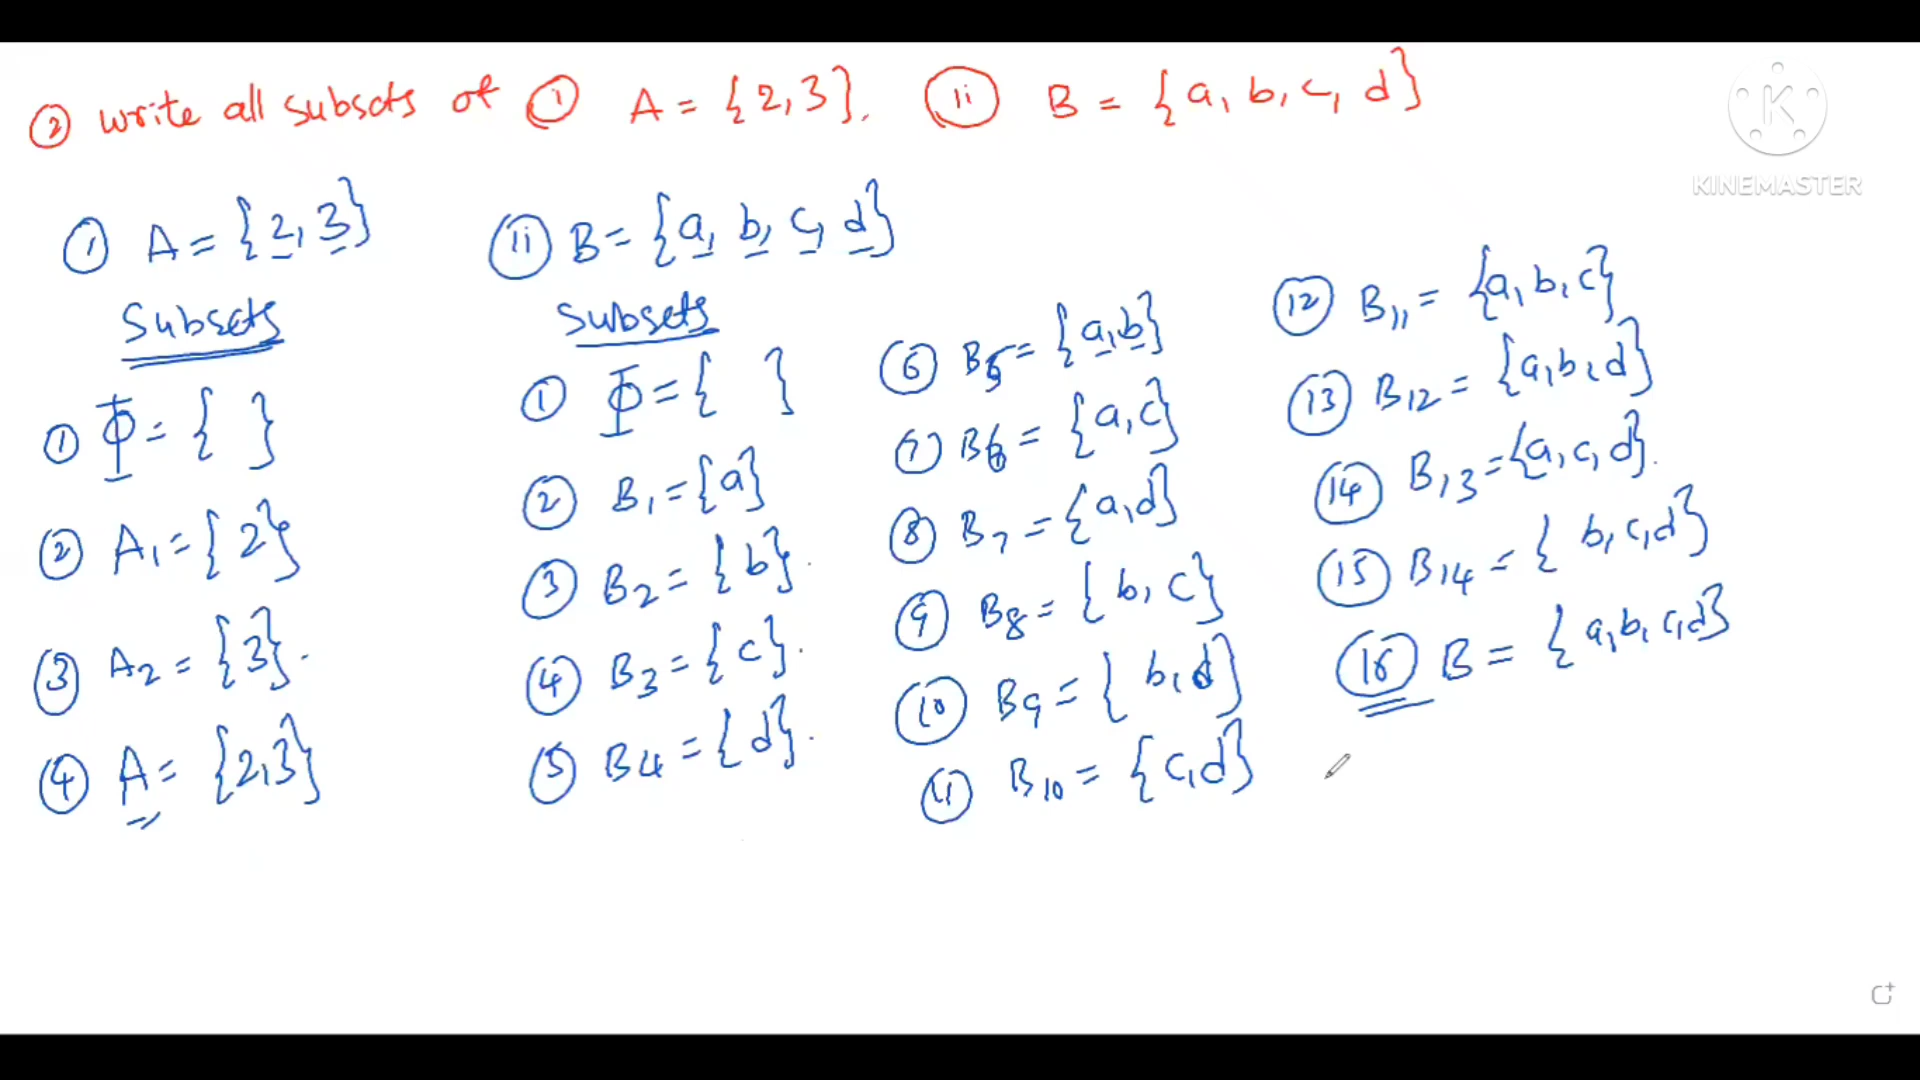 ② write all subsets of ① A = {2,3}. ⓘⓘ B = {a, b, c, d}
① A = {2, 3}
Subsets
① Φ = { }
② A₁ = {2}
③ A₂ = {3}.
④ A = {2,3}
ⓘⓘ B = {a, b, c, d}
Subsets
① Φ = { }
② B₁ = {a}
③ B₂ = {b}.
④ B₃ = {c}.
⑤ B₄ = {d}.
⑥ B₅ = {a,b}
⑦ B₆ = {a,c}
⑧ B₇ = {a,d}
⑨ B₈ = {b, c}
⑩ B₉ = {b,d}
⑪ B₁₀ = {c,d}
⑫ B₁₁ = {a, b, c}
⑬ B₁₂ = {a,b,d}
⑭ B₁₃ = {a, c, d}.
⑮ B₁₄ = {b, c,d}
⑯ B = {a,b, c,d}
KINEMASTER